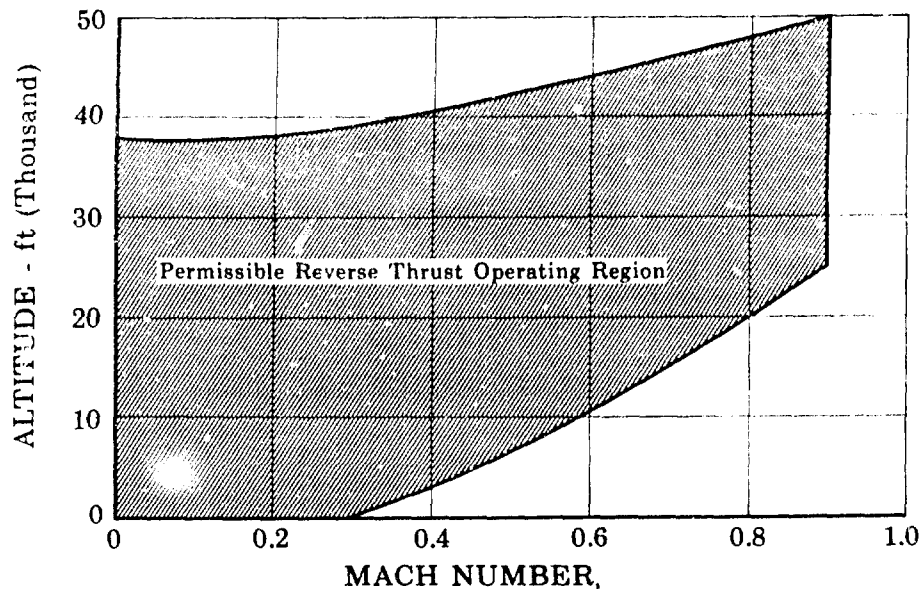 50
40
30
20
10
0
ALTITUDE - ft (Thousand)
Permissible Reverse Thrust Operating Region
0 0.2 0.4 0.6 0.8 1.0
MACH NUMBER,